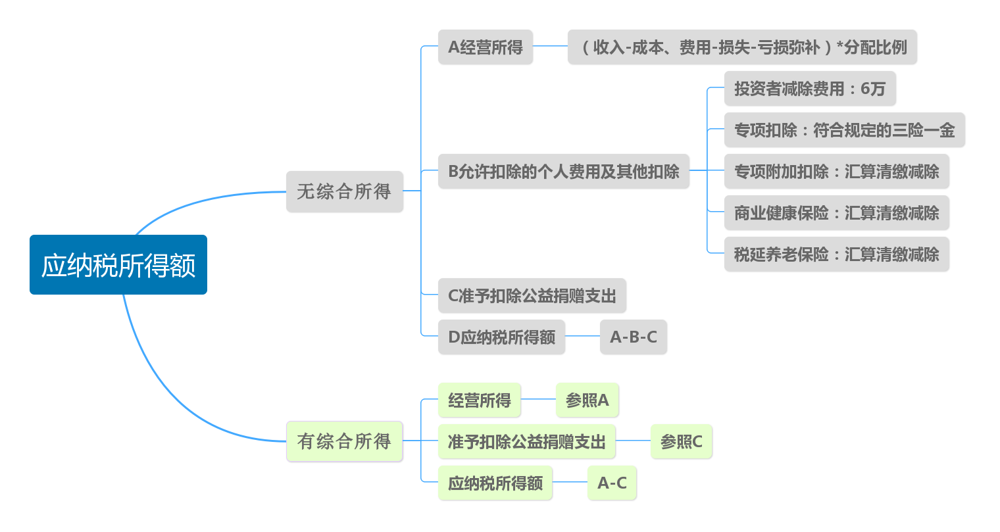 应纳税所得额
无综合所得
A经营所得
（收入-成本、费用-损失-亏损弥补）*分配比例
B允许扣除的个人费用及其他扣除
投资者减除费用：6万
专项扣除：符合规定的三险一金
专项附加扣除：汇算清缴减除
商业健康保险：汇算清缴减除
税延养老保险：汇算清缴减除
C准予扣除公益捐赠支出
D应纳税所得额
A-B-C
有综合所得
经营所得
参照A
准予扣除公益捐赠支出
参照C
应纳税所得额
A-C